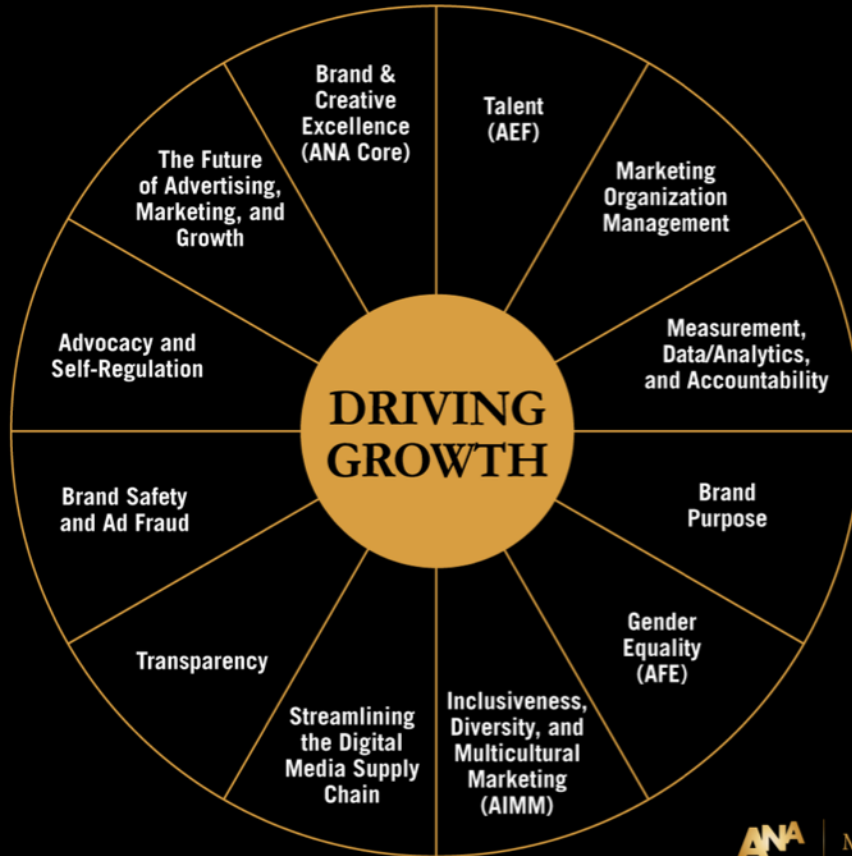 Brand &
Creative
Excellence
(ANA Core)
Talent
(AEF)
Marketing
Organization
Management
Measurement,
Data/Analytics,
and Accountability
Brand
Purpose
Gender
Equality
(AFE)
Inclusiveness,
Diversity, and
Multicultural
Marketing
(AIMM)
Streamlining
the Digital
Media Supply
Chain
Transparency
Brand Safety
and Ad Fraud
Advocacy and
Self-Regulation
The Future
of Advertising,
Marketing, and
Growth
DRIVING
GROWTH
ANA